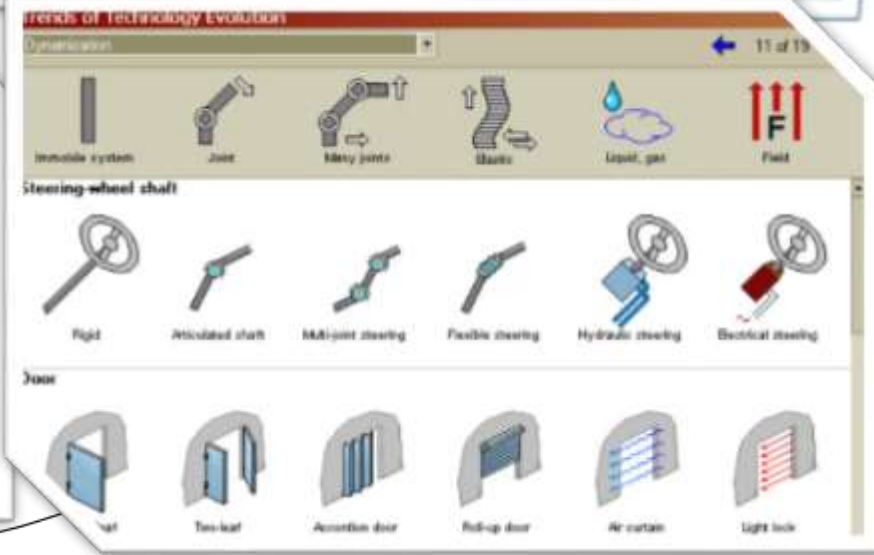 Trends of Technology Evolution
Dynamization
11 of 19
Immobile system
Joint
Many joints
Elastic
Liquid, gas
Field
F
Steering wheel shaft
Rigid
Articulated shaft
Multi-joint steering
Flexible steering
Hydraulic steering
Electrical steering
Door
Two-leaf
Accordion door
Roll-up door
Air curtain
Light lock